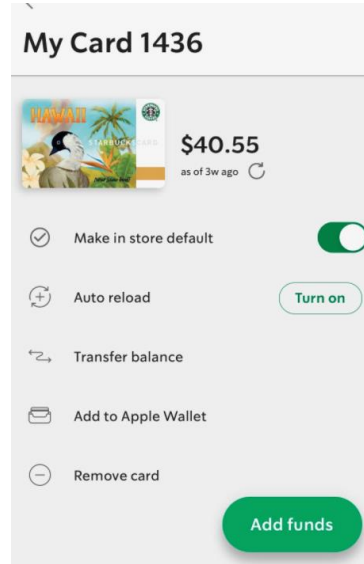 My Card 1436
HAWAII
STARBUCKS CARD
$40.55
as of 3w ago
Make in store default
Auto reload
Turn on
Transfer balance
Add to Apple Wallet
Remove card
Add funds